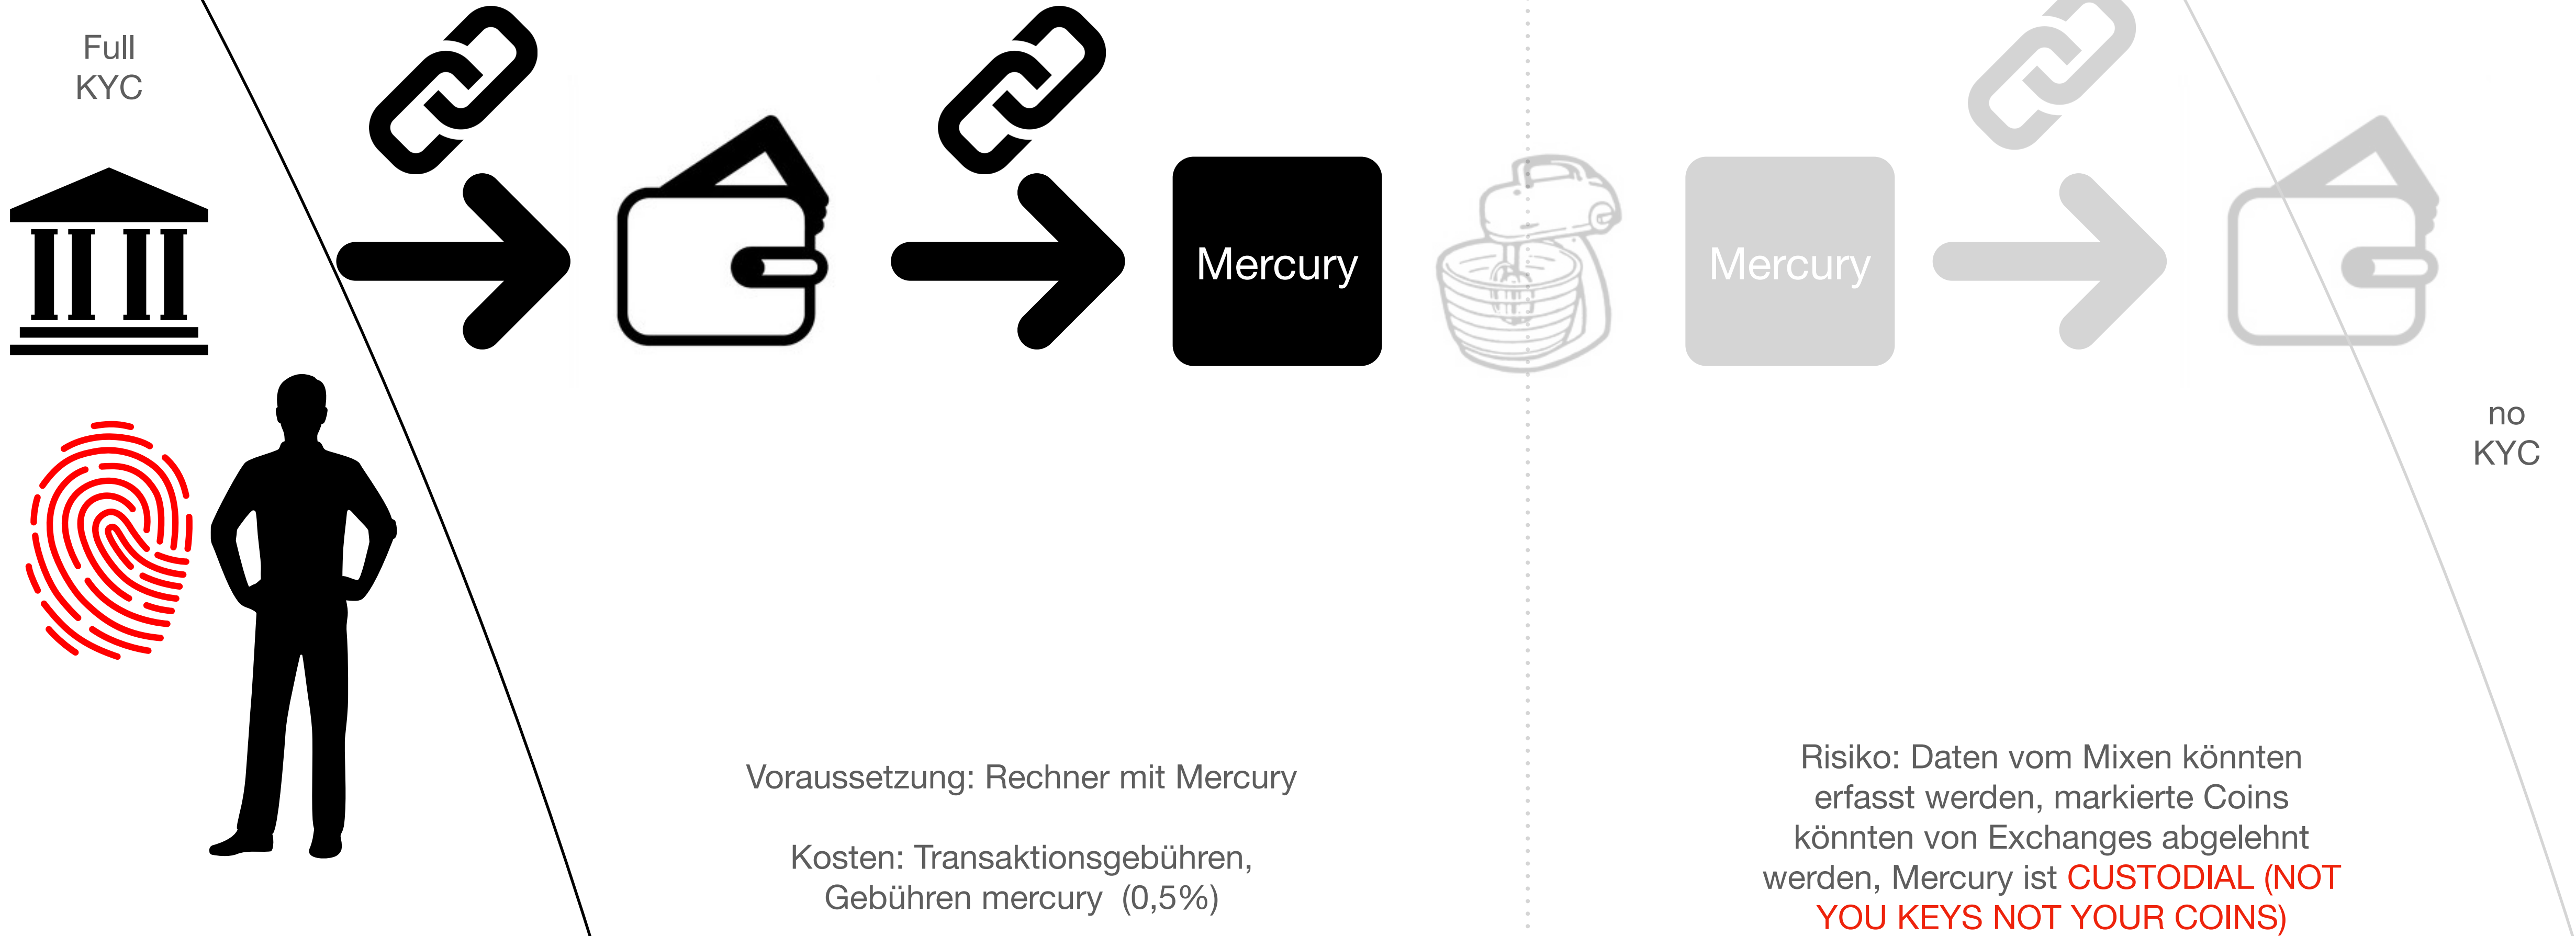 Full
KYC
Mercury
Mercury
no
KYC
Voraussetzung: Rechner mit Mercury
Kosten: Transaktionsgebühren,
Gebühren mercury  (0,5%)
Risiko: Daten vom Mixen könnten
erfasst werden, markierte Coins
könnten von Exchanges abgelehnt
werden, Mercury ist CUSTODIAL (NOT
YOU KEYS NOT YOUR COINS)